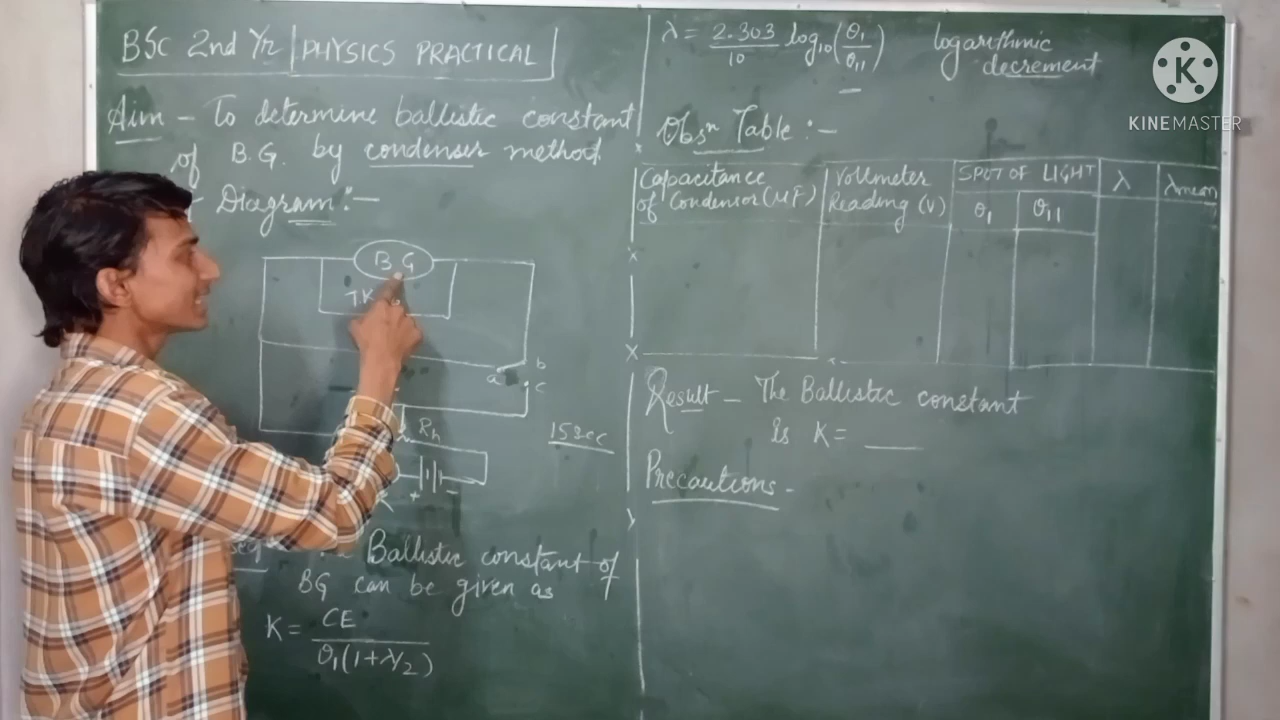 BSc 2nd Yr | PHYSICS PRACTICAL
Aim - To determine ballistic constant
of B.G. by condenser method.
Diagram :-
B G
7K
b
a
c
Rh
15 sec
+ -
K
Ballistic constant of
BG can be given as
K = CE / θ₁(1+λ/2)
λ = 2.303/10 log₁₀(θ₁/θ₁₁) logarithmic
decrement
Obsⁿ Table :-
Capacitance
of Condensor (μF)
Voltmeter
Reading (V)
SPOT OF LIGHT
θ₁ θ₁₁
λ
λmean
Result - The Ballistic constant
is K = ___
Precautions -
K
KINEMASTER